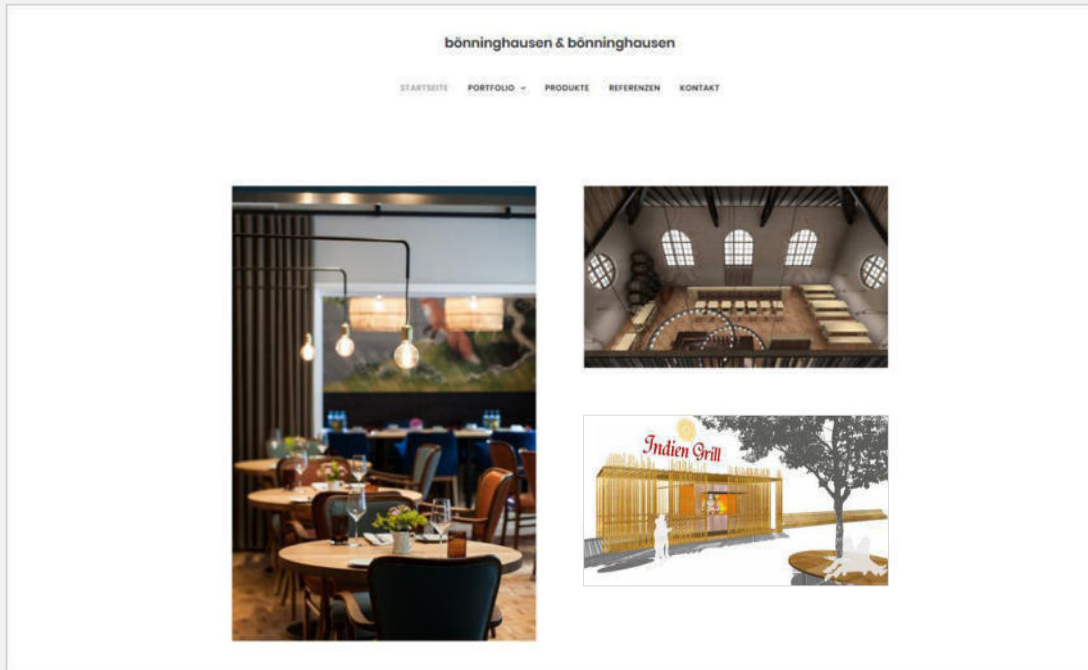 bönninghausen & bönninghausen
STARTSEITE PORTFOLIO PRODUKTE REFERENZEN KONTAKT
Indien Grill